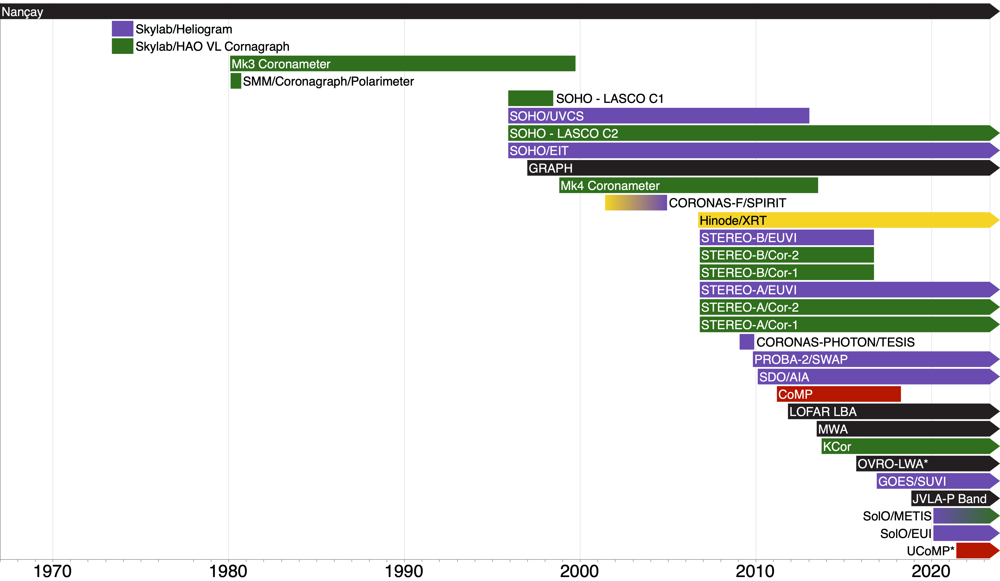 Nançay
Skylab/Heliogram
Skylab/HAO VL Cornagraph
Mk3 Coronameter
SMM/Coronagraph/Polarimeter
SOHO - LASCO C1
SOHO/UVCS
SOHO - LASCO C2
SOHO/EIT
GRAPH
Mk4 Coronameter
CORONAS-F/SPIRIT
Hinode/XRT
STEREO-B/EUVI
STEREO-B/Cor-2
STEREO-B/Cor-1
STEREO-A/EUVI
STEREO-A/Cor-2
STEREO-A/Cor-1
CORONAS-PHOTON/TESIS
PROBA-2/SWAP
SDO/AIA
CoMP
LOFAR LBA
MWA
KCor
OVRO-LWA*
GOES/SUVI
JVLA-P Band
SolO/METIS
SolO/EUI
UCoMP*
1970 1980 1990 2000 2010 2020